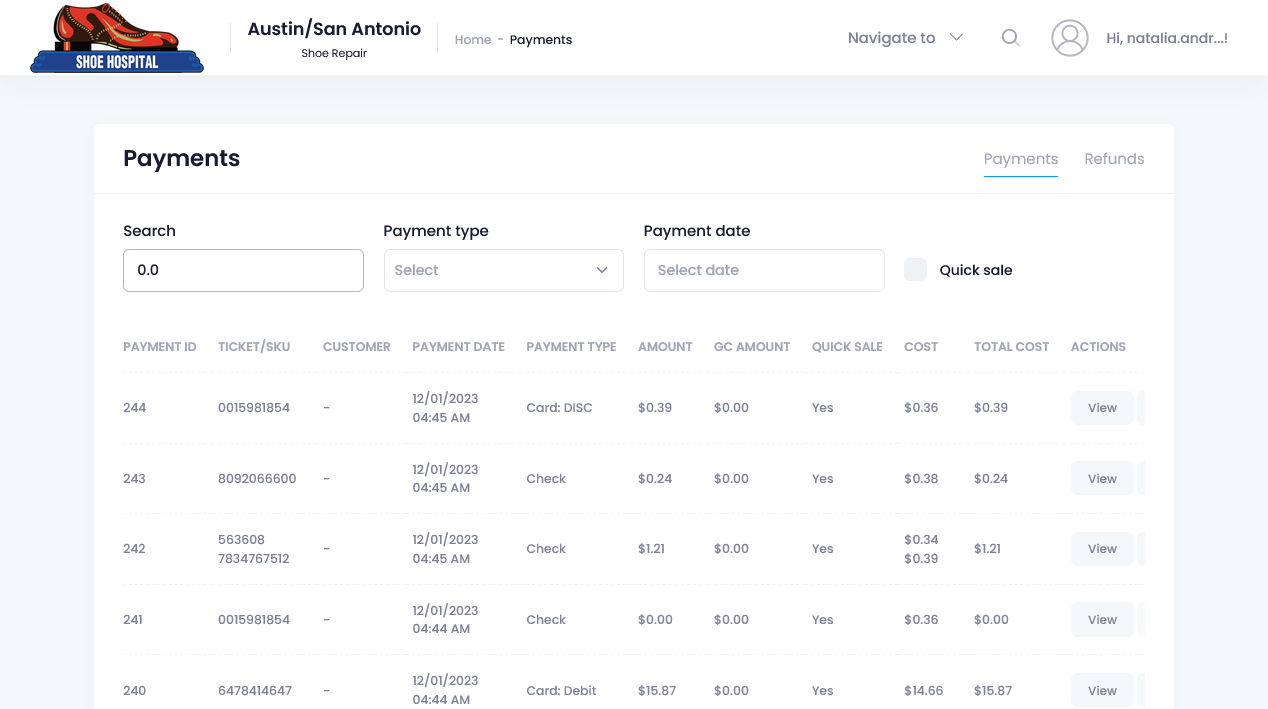 SHOE HOSPITAL
Austin/San Antonio
Shoe Repair
Home - Payments
Navigate to
Hi, natalia.andr...!
Payments
Payments Refunds
Search Payment type Payment date
0.0 Select Select date Quick sale
PAYMENT ID TICKET/SKU CUSTOMER PAYMENT DATE PAYMENT TYPE AMOUNT GC AMOUNT QUICK SALE COST TOTAL COST ACTIONS
244 0015981854 - 12/01/2023 04:45 AM Card: DISC $0.39 $0.00 Yes $0.36 $0.39 View
243 8092066600 - 12/01/2023 04:45 AM Check $0.24 $0.00 Yes $0.38 $0.24 View
242 563608 7834767512 - 12/01/2023 04:45 AM Check $1.21 $0.00 Yes $0.34 $0.39 $1.21 View
241 0015981854 - 12/01/2023 04:44 AM Check $0.00 $0.00 Yes $0.36 $0.00 View
240 6478414647 - 12/01/2023 04:44 AM Card: Debit $15.87 $0.00 Yes $14.66 $15.87 View